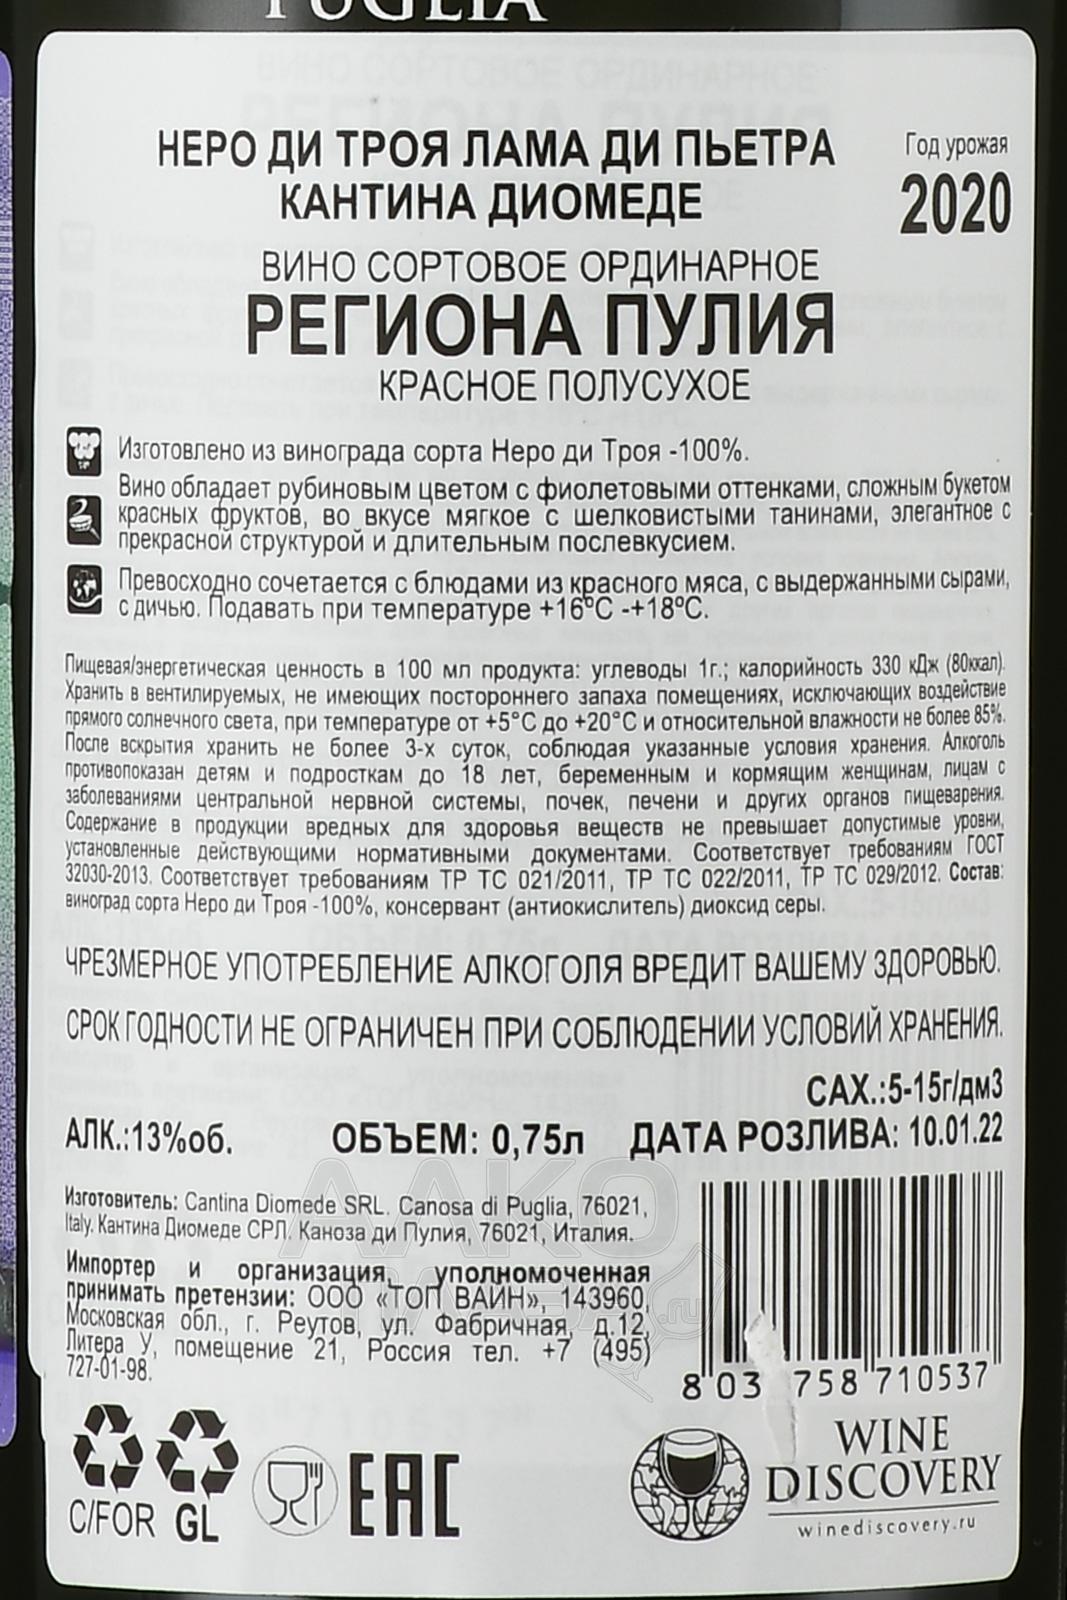 PUGLIA
НЕРО ДИ ТРОЯ ЛАМА ДИ ПЬЕТРА
КАНТИНА ДИОМЕДЕ
Год урожая
2020
ВИНО СОРТОВОЕ ОРДИНАРНОЕ
РЕГИОНА ПУЛИЯ
КРАСНОЕ ПОЛУСУХОЕ
Изготовлено из винограда сорта Неро ди Троя -100%.
Вино обладает рубиновым цветом с фиолетовыми оттенками, сложным букетом
красных фруктов, во вкусе мягкое с шелковистыми танинами, элегантное с
прекрасной структурой и длительным послевкусием.
Превосходно сочетается с блюдами из красного мяса, с выдержанными сырами,
с дичью. Подавать при температуре +16ºС -+18ºС.
Пищевая/энергетическая ценность в 100 мл продукта: углеводы 1г.; калорийность 330 кДж (80ккал).
Хранить в вентилируемых, не имеющих постороннего запаха помещениях, исключающих воздействие
прямого солнечного света, при температуре от +5°С до +20°С и относительной влажности не более 85%.
После вскрытия хранить не более 3-х суток, соблюдая указанные условия хранения. Алкоголь
противопоказан детям и подросткам до 18 лет, беременным и кормящим женщинам, лицам с
заболеваниями центральной нервной системы, почек, печени и других органов пищеварения.
Содержание в продукции вредных для здоровья веществ не превышает допустимые уровни,
установленные действующими нормативными документами. Соответствует требованиям ГОСТ
32030-2013. Соответствует требованиям ТР ТС 021/2011, ТР ТС 022/2011, ТР ТС 029/2012. Состав:
виноград сорта Неро ди Троя -100%, консервант (антиокислитель) диоксид серы.
ЧРЕЗМЕРНОЕ УПОТРЕБЛЕНИЕ АЛКОГОЛЯ ВРЕДИТ ВАШЕМУ ЗДОРОВЬЮ.
СРОК ГОДНОСТИ НЕ ОГРАНИЧЕН ПРИ СОБЛЮДЕНИИ УСЛОВИЙ ХРАНЕНИЯ.
САХ.:5-15г/дм3
АЛК.:13%об. ОБЪЕМ: 0,75л ДАТА РОЗЛИВА: 10.01.22
Изготовитель: Cantina Diomede SRL. Canosa di Puglia, 76021,
Italy. Кантина Диомеде СРЛ. Каноза ди Пулия, 76021, Италия.
Импортер и организация, уполномоченная
принимать претензии: ООО «ТОП ВАЙН», 143960,
Московская обл., г. Реутов, ул. Фабричная, д.12,
Литера У, помещение 21, Россия тел. +7 (495)
727-01-98.
8 03 758 710537
C/FOR GL
EAC
WINE
DISCOVERY
winediscovery.ru